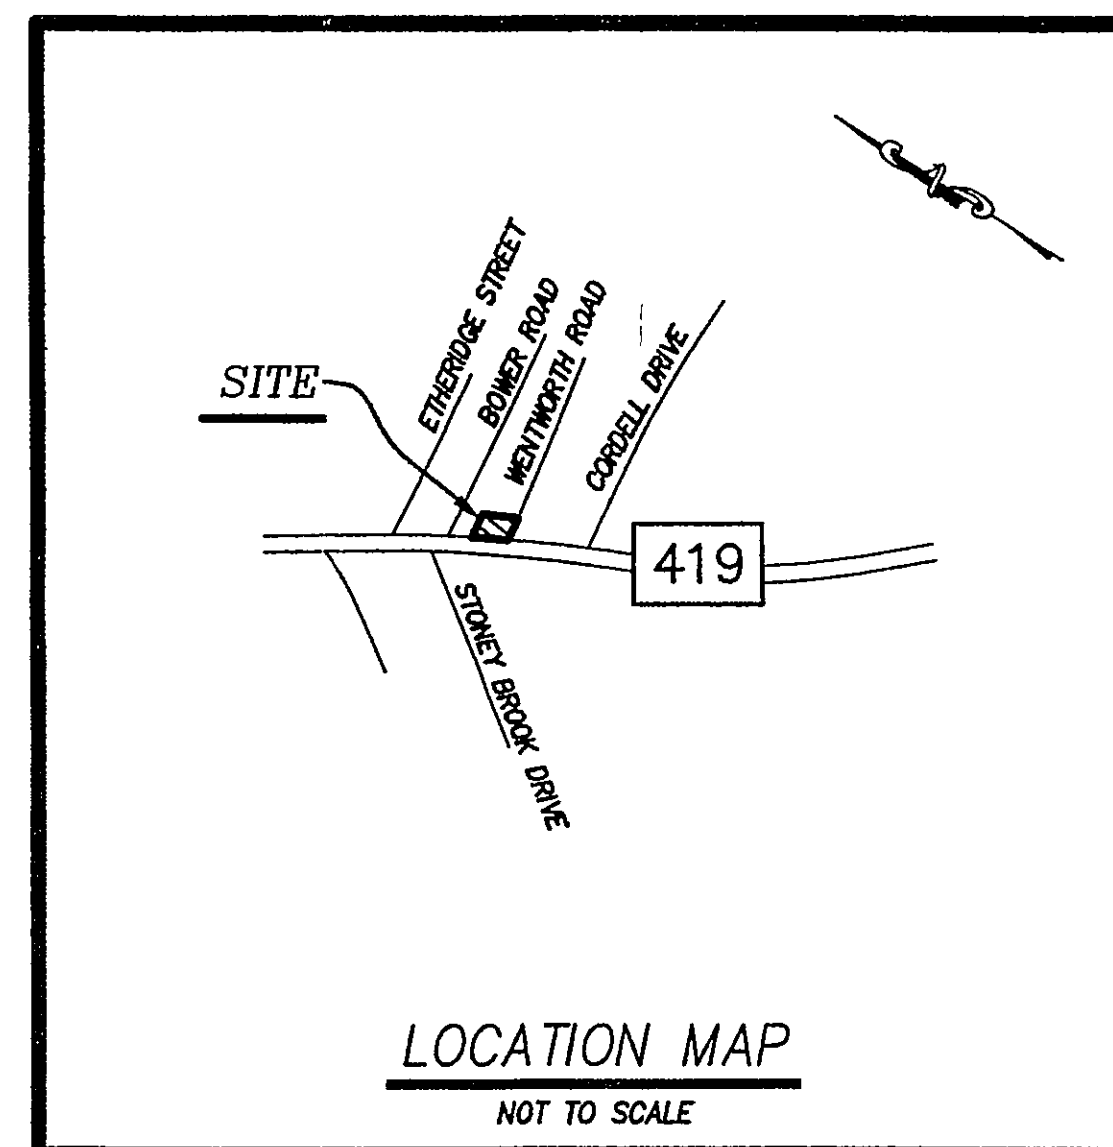 ETHERIDGE STREET
BOWER ROAD
WENTWORTH ROAD
CORDELL DRIVE
SITE
419
STONEY BROOK DRIVE
LOCATION MAP
NOT TO SCALE